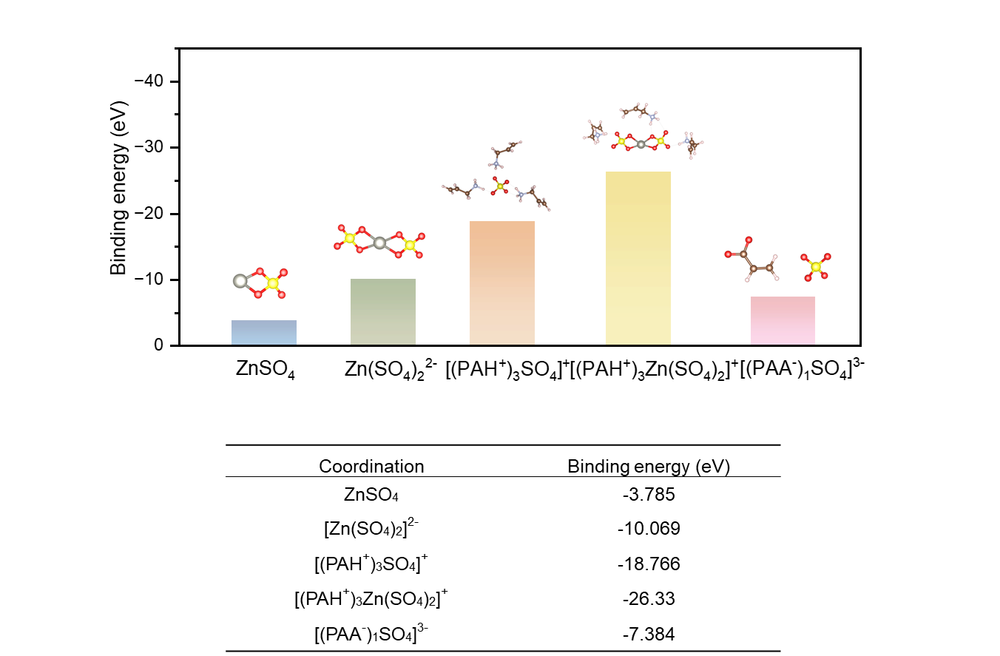 Binding energy (eV)
−40
−30
−20
−10
0
ZnSO₄ Zn(SO₄)₂²⁻ [(PAH⁺)₃SO₄]⁺ [(PAH⁺)₃Zn(SO₄)₂]⁺ [(PAA⁻)₁SO₄]³⁻
Coordination Binding energy (eV)
ZnSO₄ -3.785
[Zn(SO₄)₂]²⁻ -10.069
[(PAH⁺)₃SO₄]⁺ -18.766
[(PAH⁺)₃Zn(SO₄)₂]⁺ -26.33
[(PAA⁻)₁SO₄]³⁻ -7.384